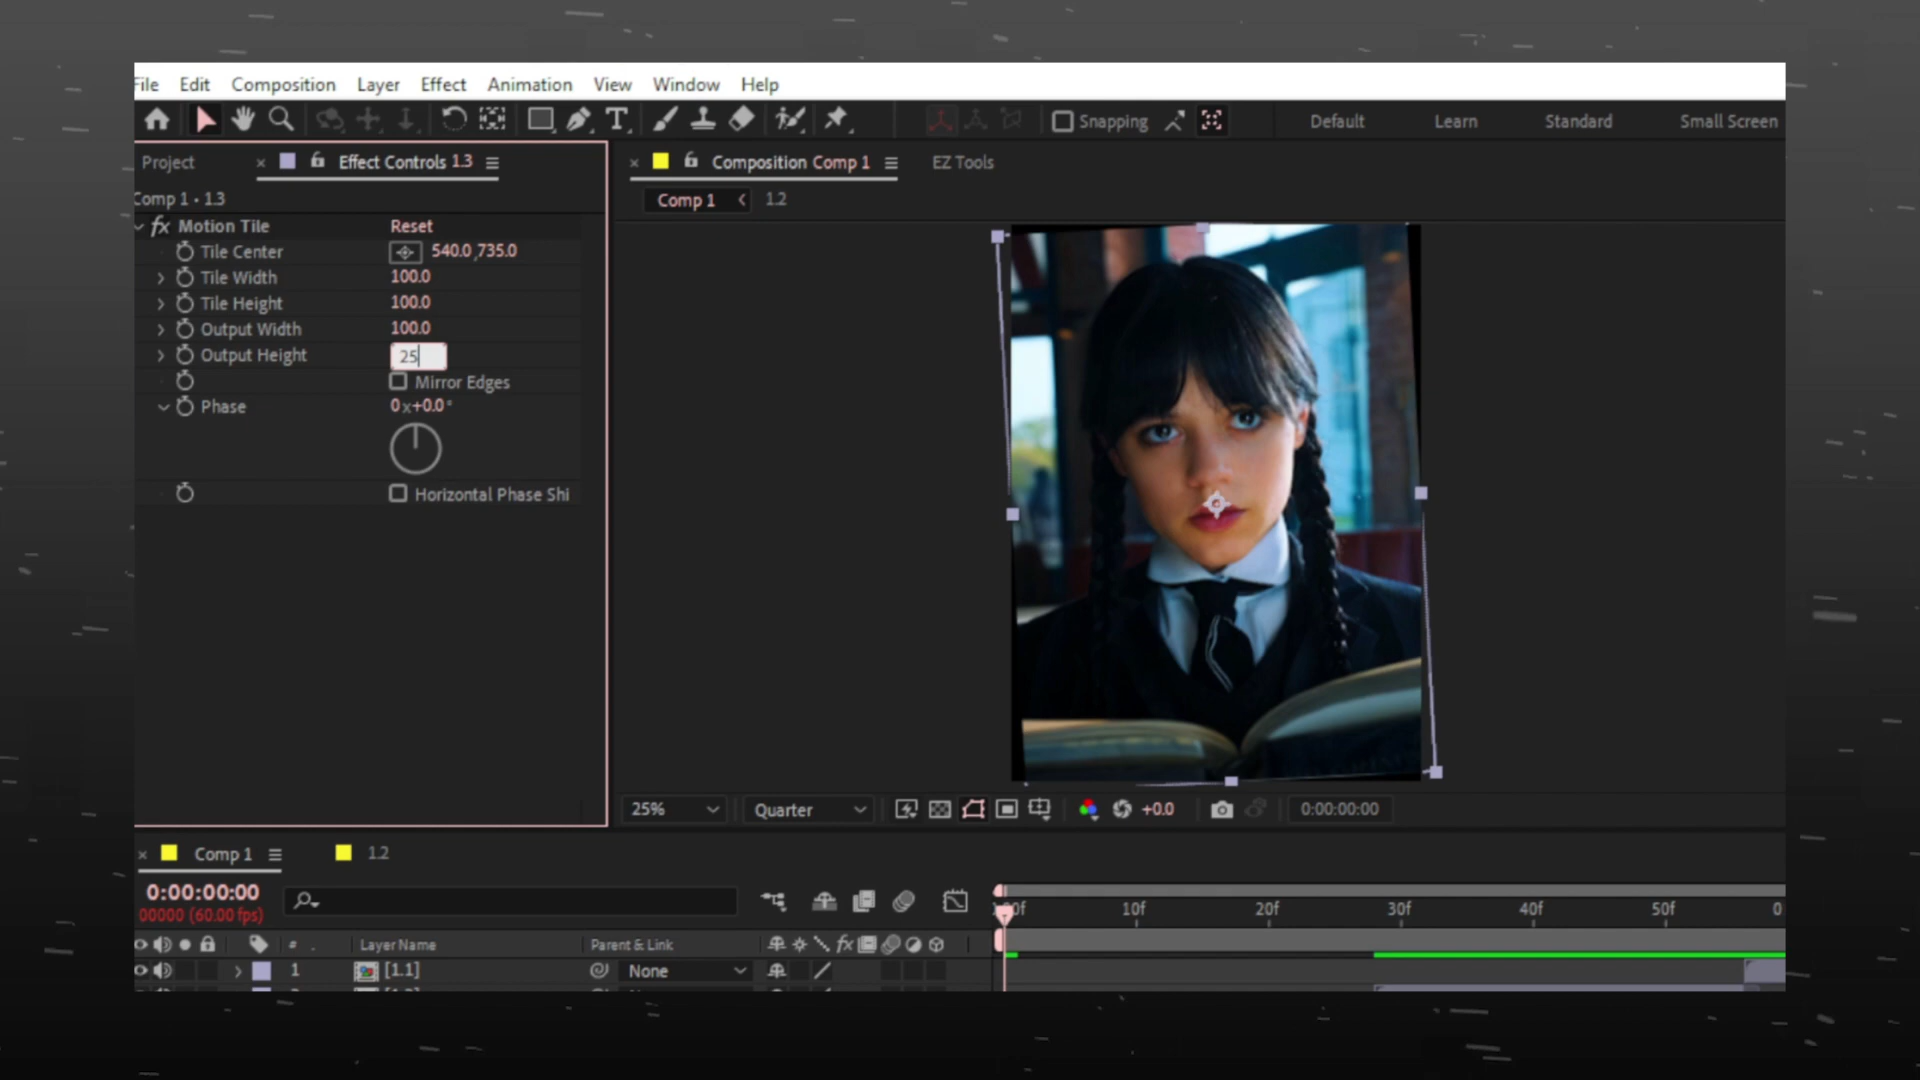 File Edit Composition Layer Effect Animation View Window Help
Snapping Default Learn Standard Small Screen
Project × Effect Controls 1.3
× Composition Comp 1 EZ Tools
Comp 1 • 1.3
Comp 1 1.2
fx Motion Tile Reset
Tile Center 540.0,735.0
Tile Width 100.0
Tile Height 100.0
Output Width 100.0
Output Height 25
Mirror Edges
Phase 0x+0.0°
Horizontal Phase Shi
25% Quarter +0.0 0:00:00:00
× Comp 1 1.2
0:00:00:00
00000 (60.00 fps)
00f 10f 20f 30f 40f 50f 0
# . Layer Name Parent & Link fx
1 [1.1] None